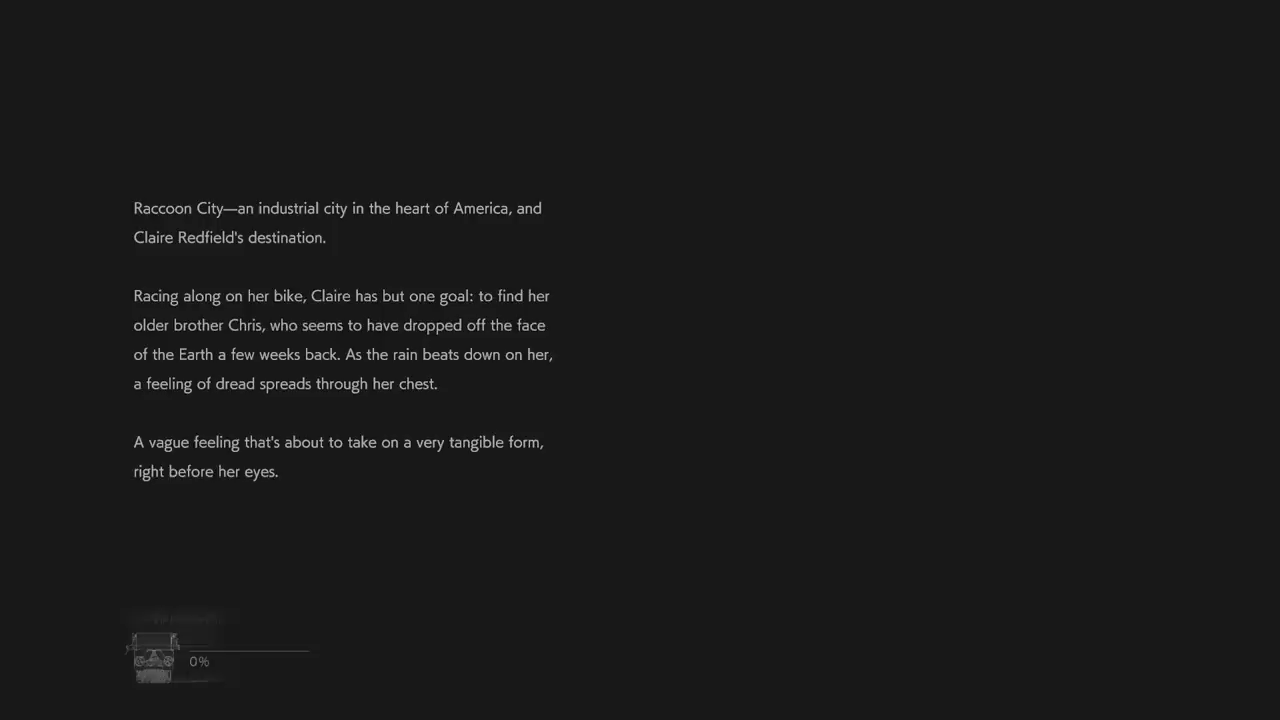 Raccoon City—an industrial city in the heart of America, and
Claire Redfield's destination.
Racing along on her bike, Claire has but one goal: to find her
older brother Chris, who seems to have dropped off the face
of the Earth a few weeks back. As the rain beats down on her,
a feeling of dread spreads through her chest.
A vague feeling that's about to take on a very tangible form,
right before her eyes.
0%